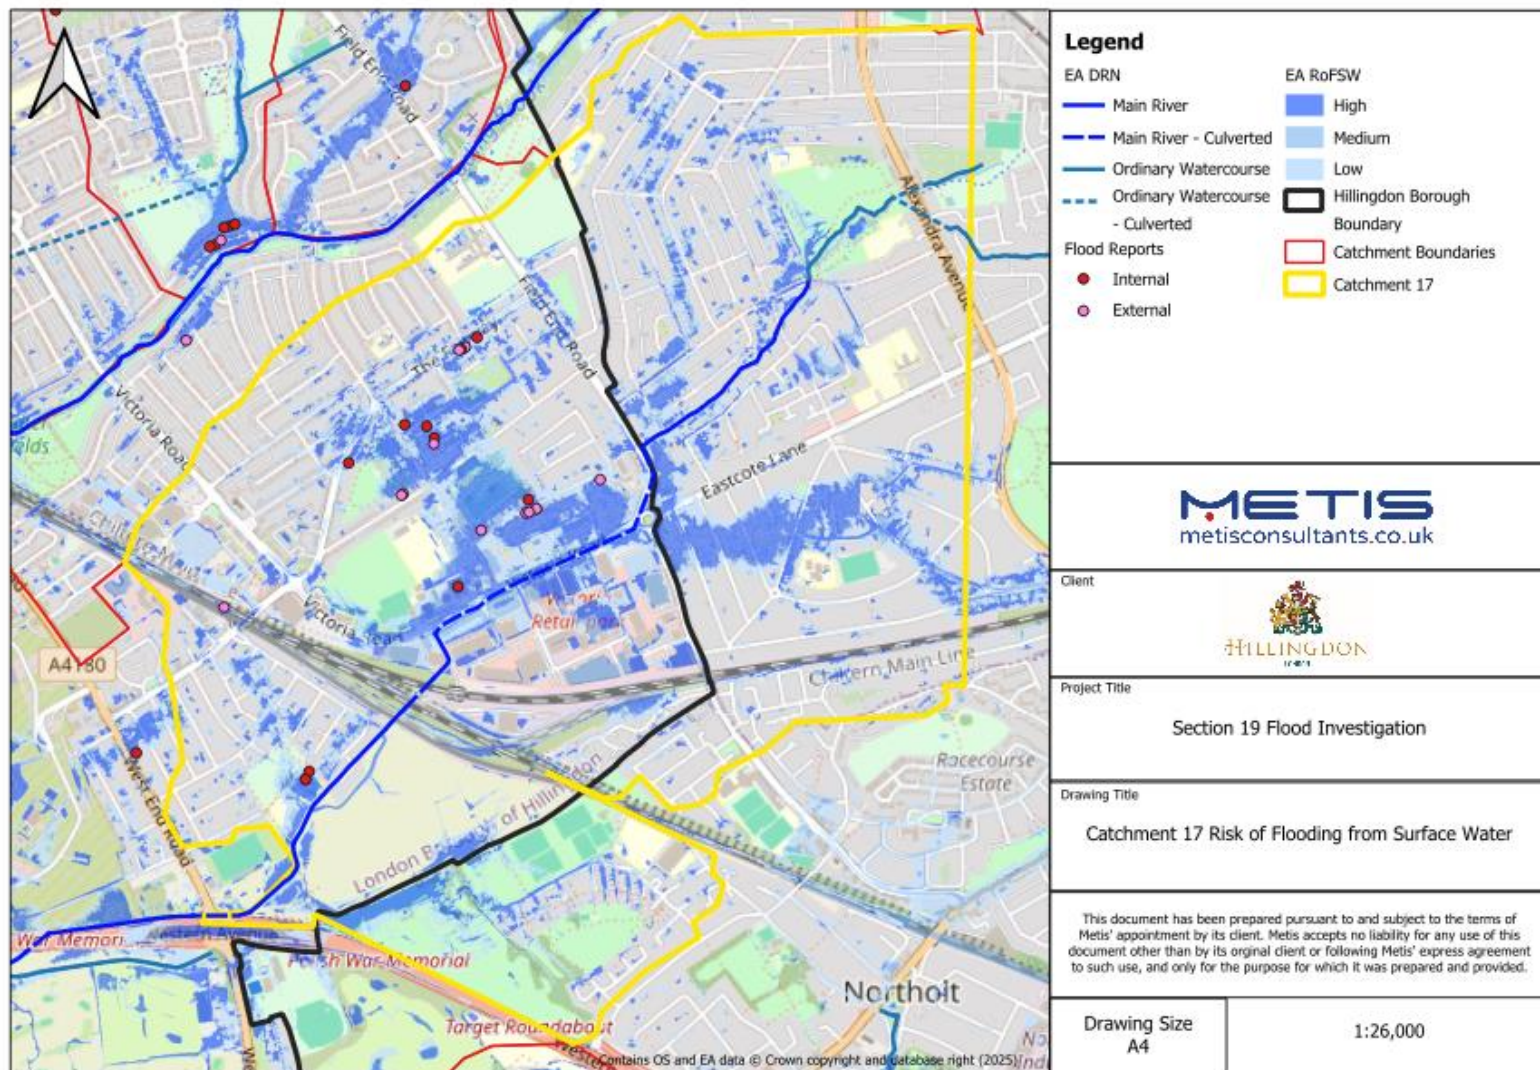 Field End Road
Field End Road
Alexandra Avenue
Victoria Road
Eastcote Lane
Victoria Road
Retail park
A4180
Chiltern Main Line
Racecourse
Estate
West End Road
London B
of Hillingdon
Western Avenue
War Memori
Polish War Memorial
Northolt
Target Roundabout
Contains OS and EA data © Crown copyright and database right (2025)
Legend
EA DRN
Main River
Main River - Culverted
Ordinary Watercourse
Ordinary Watercourse
- Culverted
Flood Reports
Internal
External
EA RoFSW
High
Medium
Low
Hillingdon Borough
Boundary
Catchment Boundaries
Catchment 17
METIS
metisconsultants.co.uk
Client
HILLINGDON
LONDON
Project Title
Section 19 Flood Investigation
Drawing Title
Catchment 17 Risk of Flooding from Surface Water
This document has been prepared pursuant to and subject to the terms of
Metis' appointment by its client. Metis accepts no liability for any use of this
document other than by its orginal client or following Metis' express agreement
to such use, and only for the purpose for which it was prepared and provided.
Drawing Size
A4
1:26,000